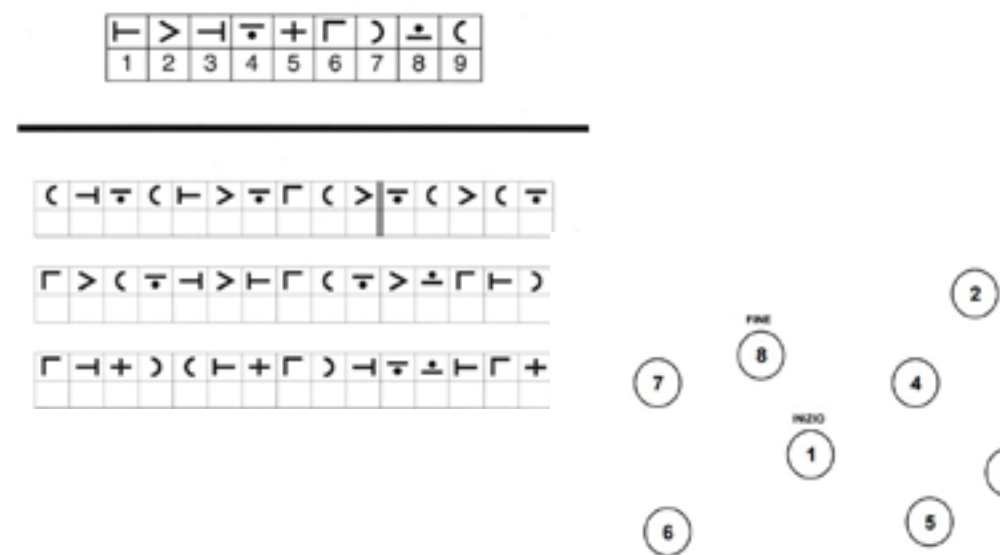 ⊢ > ⊣ ⨪ + Γ ) ∸ (
1 2 3 4 5 6 7 8 9
( ⊣ ⨪ ( ⊢ > ⨪ Γ ( > ⨪ ( > ( ⨪
Γ > ( ⨪ ⊣ > ⊢ Γ ( ⨪ > ∸ Γ ⊢ )
Γ ⊣ + ) ( ⊢ + Γ ) ⊣ ⨪ ∸ ⊢ Γ +
2
FINE
8
7
4
INIZIO
1
6
5